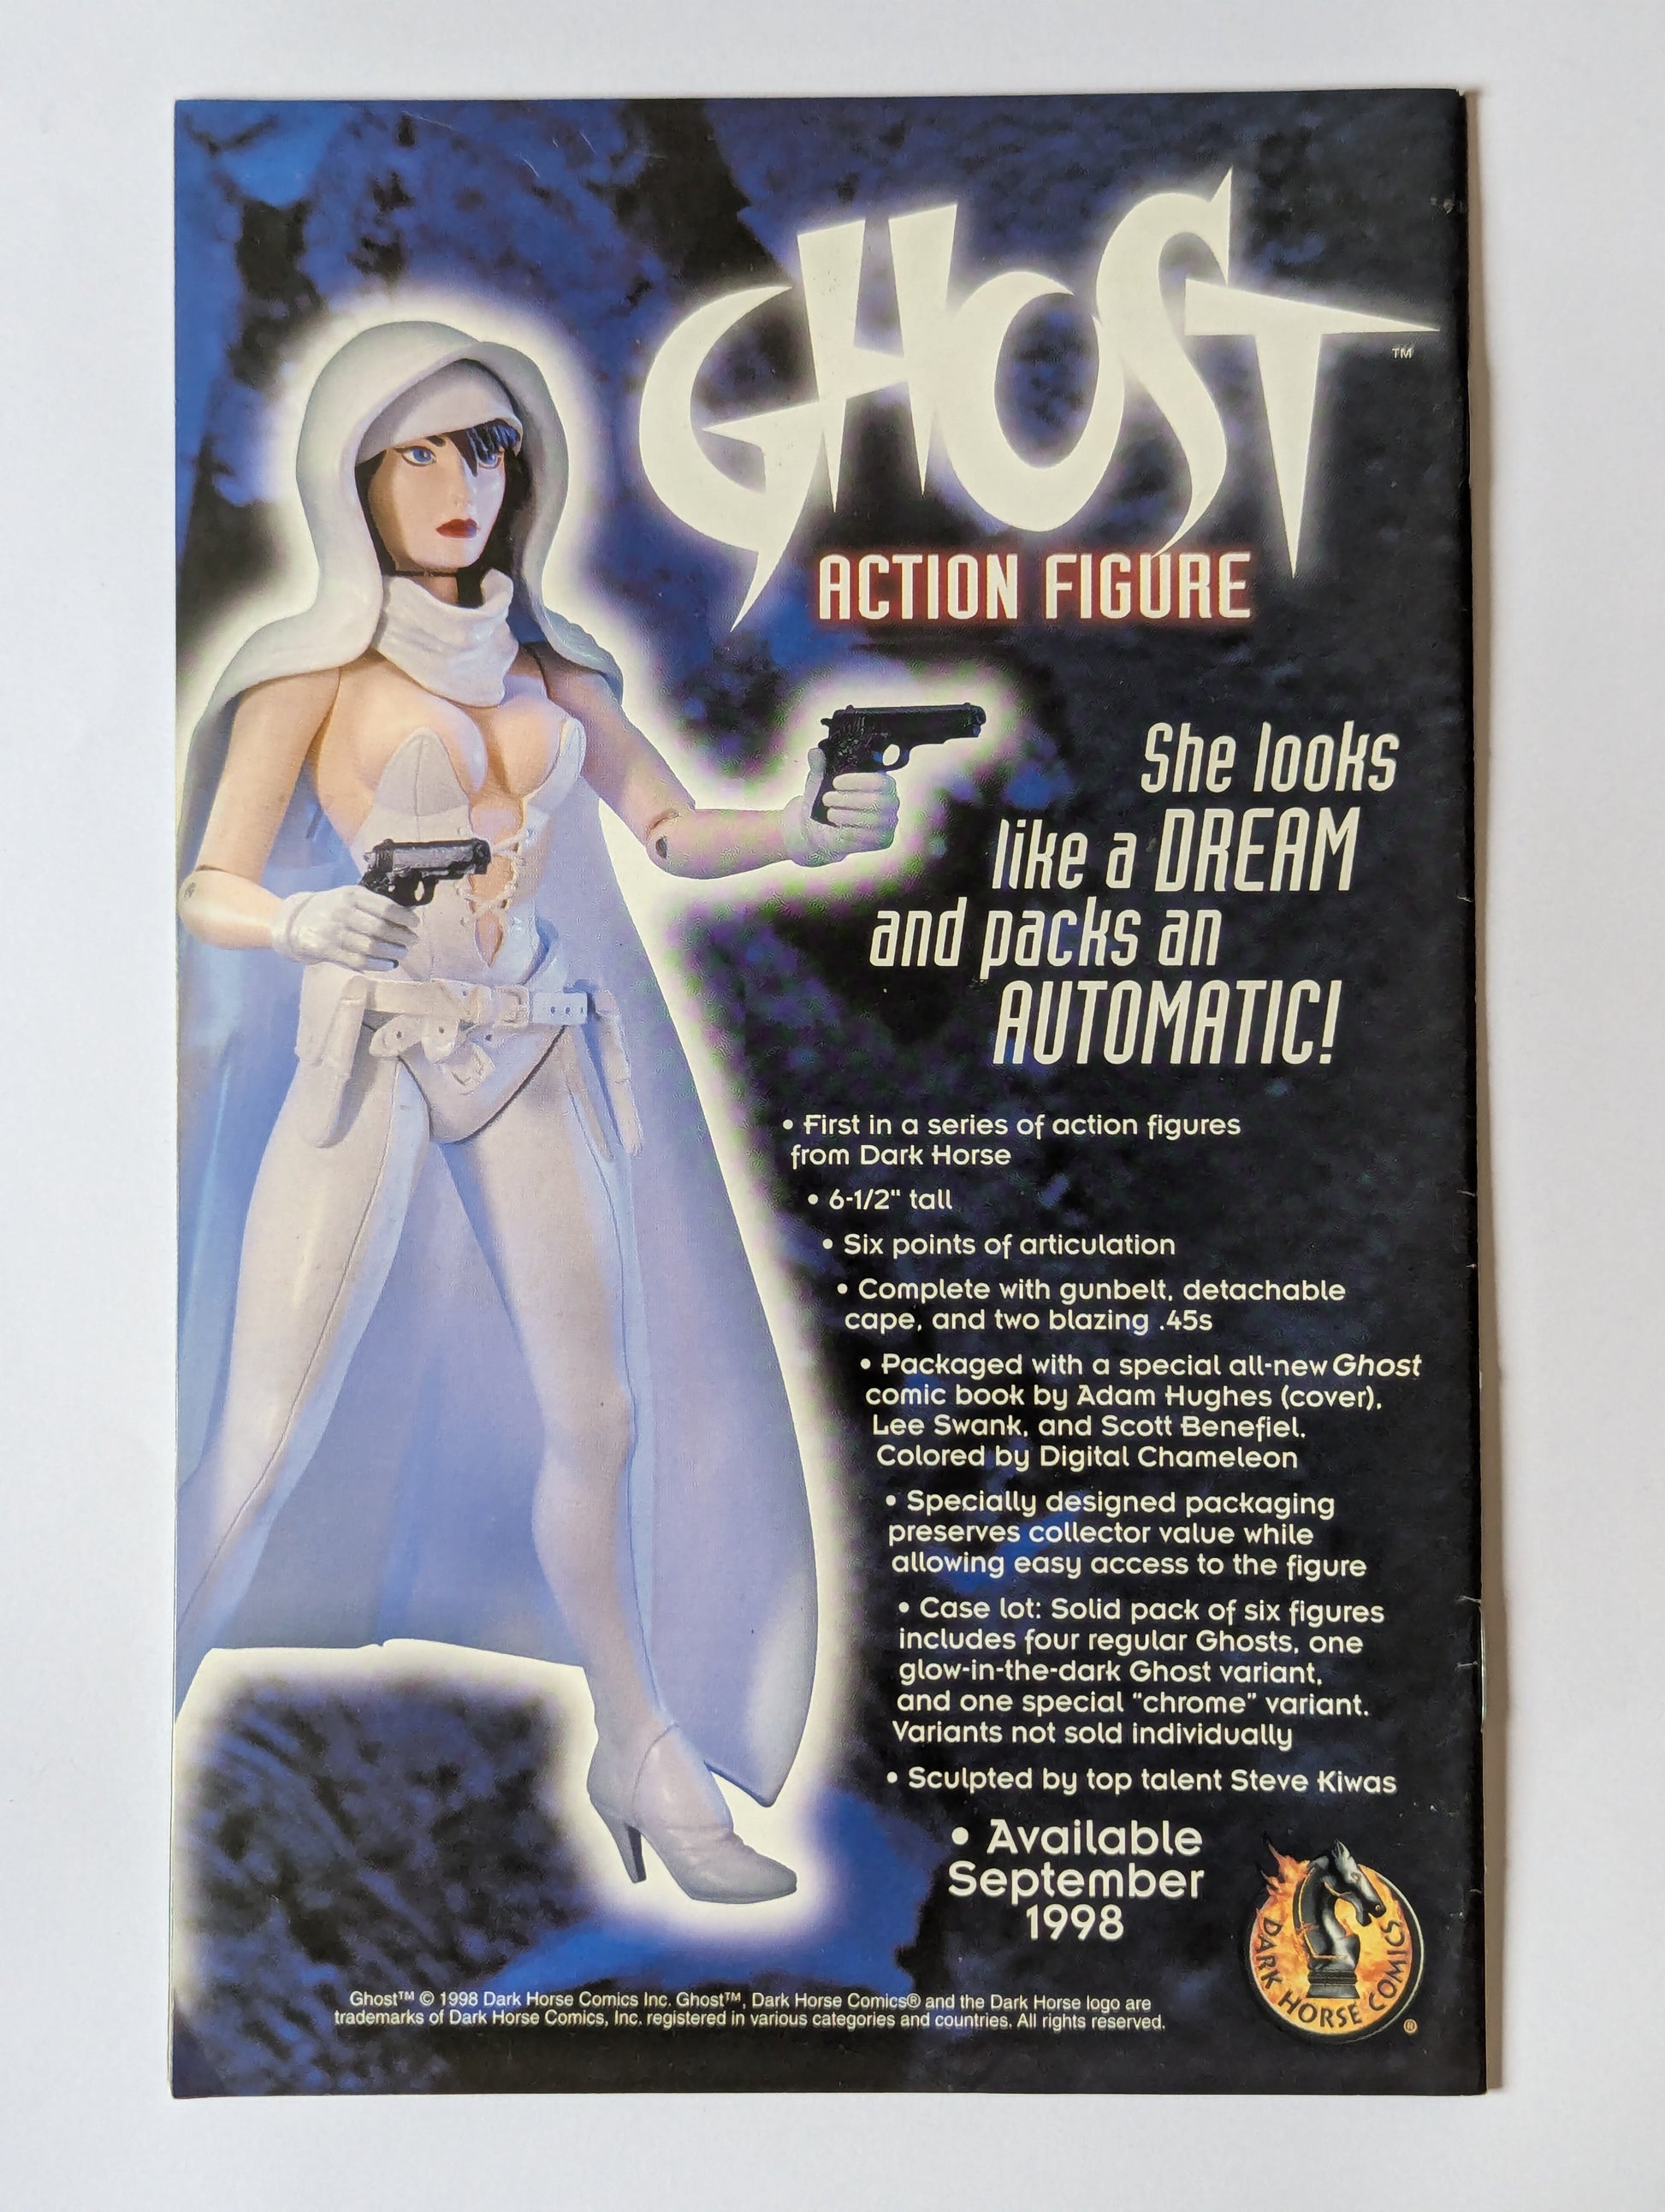 GHOST™
ACTION FIGURE
She looks
like a DREAM
and packs an
AUTOMATIC!
• First in a series of action figures
from Dark Horse
• 6-1/2" tall
• Six points of articulation
• Complete with gunbelt, detachable
cape, and two blazing .45s
• Packaged with a special all-new Ghost
comic book by Adam Hughes (cover),
Lee Swank, and Scott Benefiel.
Colored by Digital Chameleon
• Specially designed packaging
preserves collector value while
allowing easy access to the figure
• Case lot: Solid pack of six figures
includes four regular Ghosts, one
glow-in-the-dark Ghost variant,
and one special "chrome" variant.
Variants not sold individually
• Sculpted by top talent Steve Kiwas
• Available
September
1998
DARK HORSE COMICS ®
Ghost™ © 1998 Dark Horse Comics Inc. Ghost™, Dark Horse Comics® and the Dark Horse logo are
trademarks of Dark Horse Comics, Inc. registered in various categories and countries. All rights reserved.